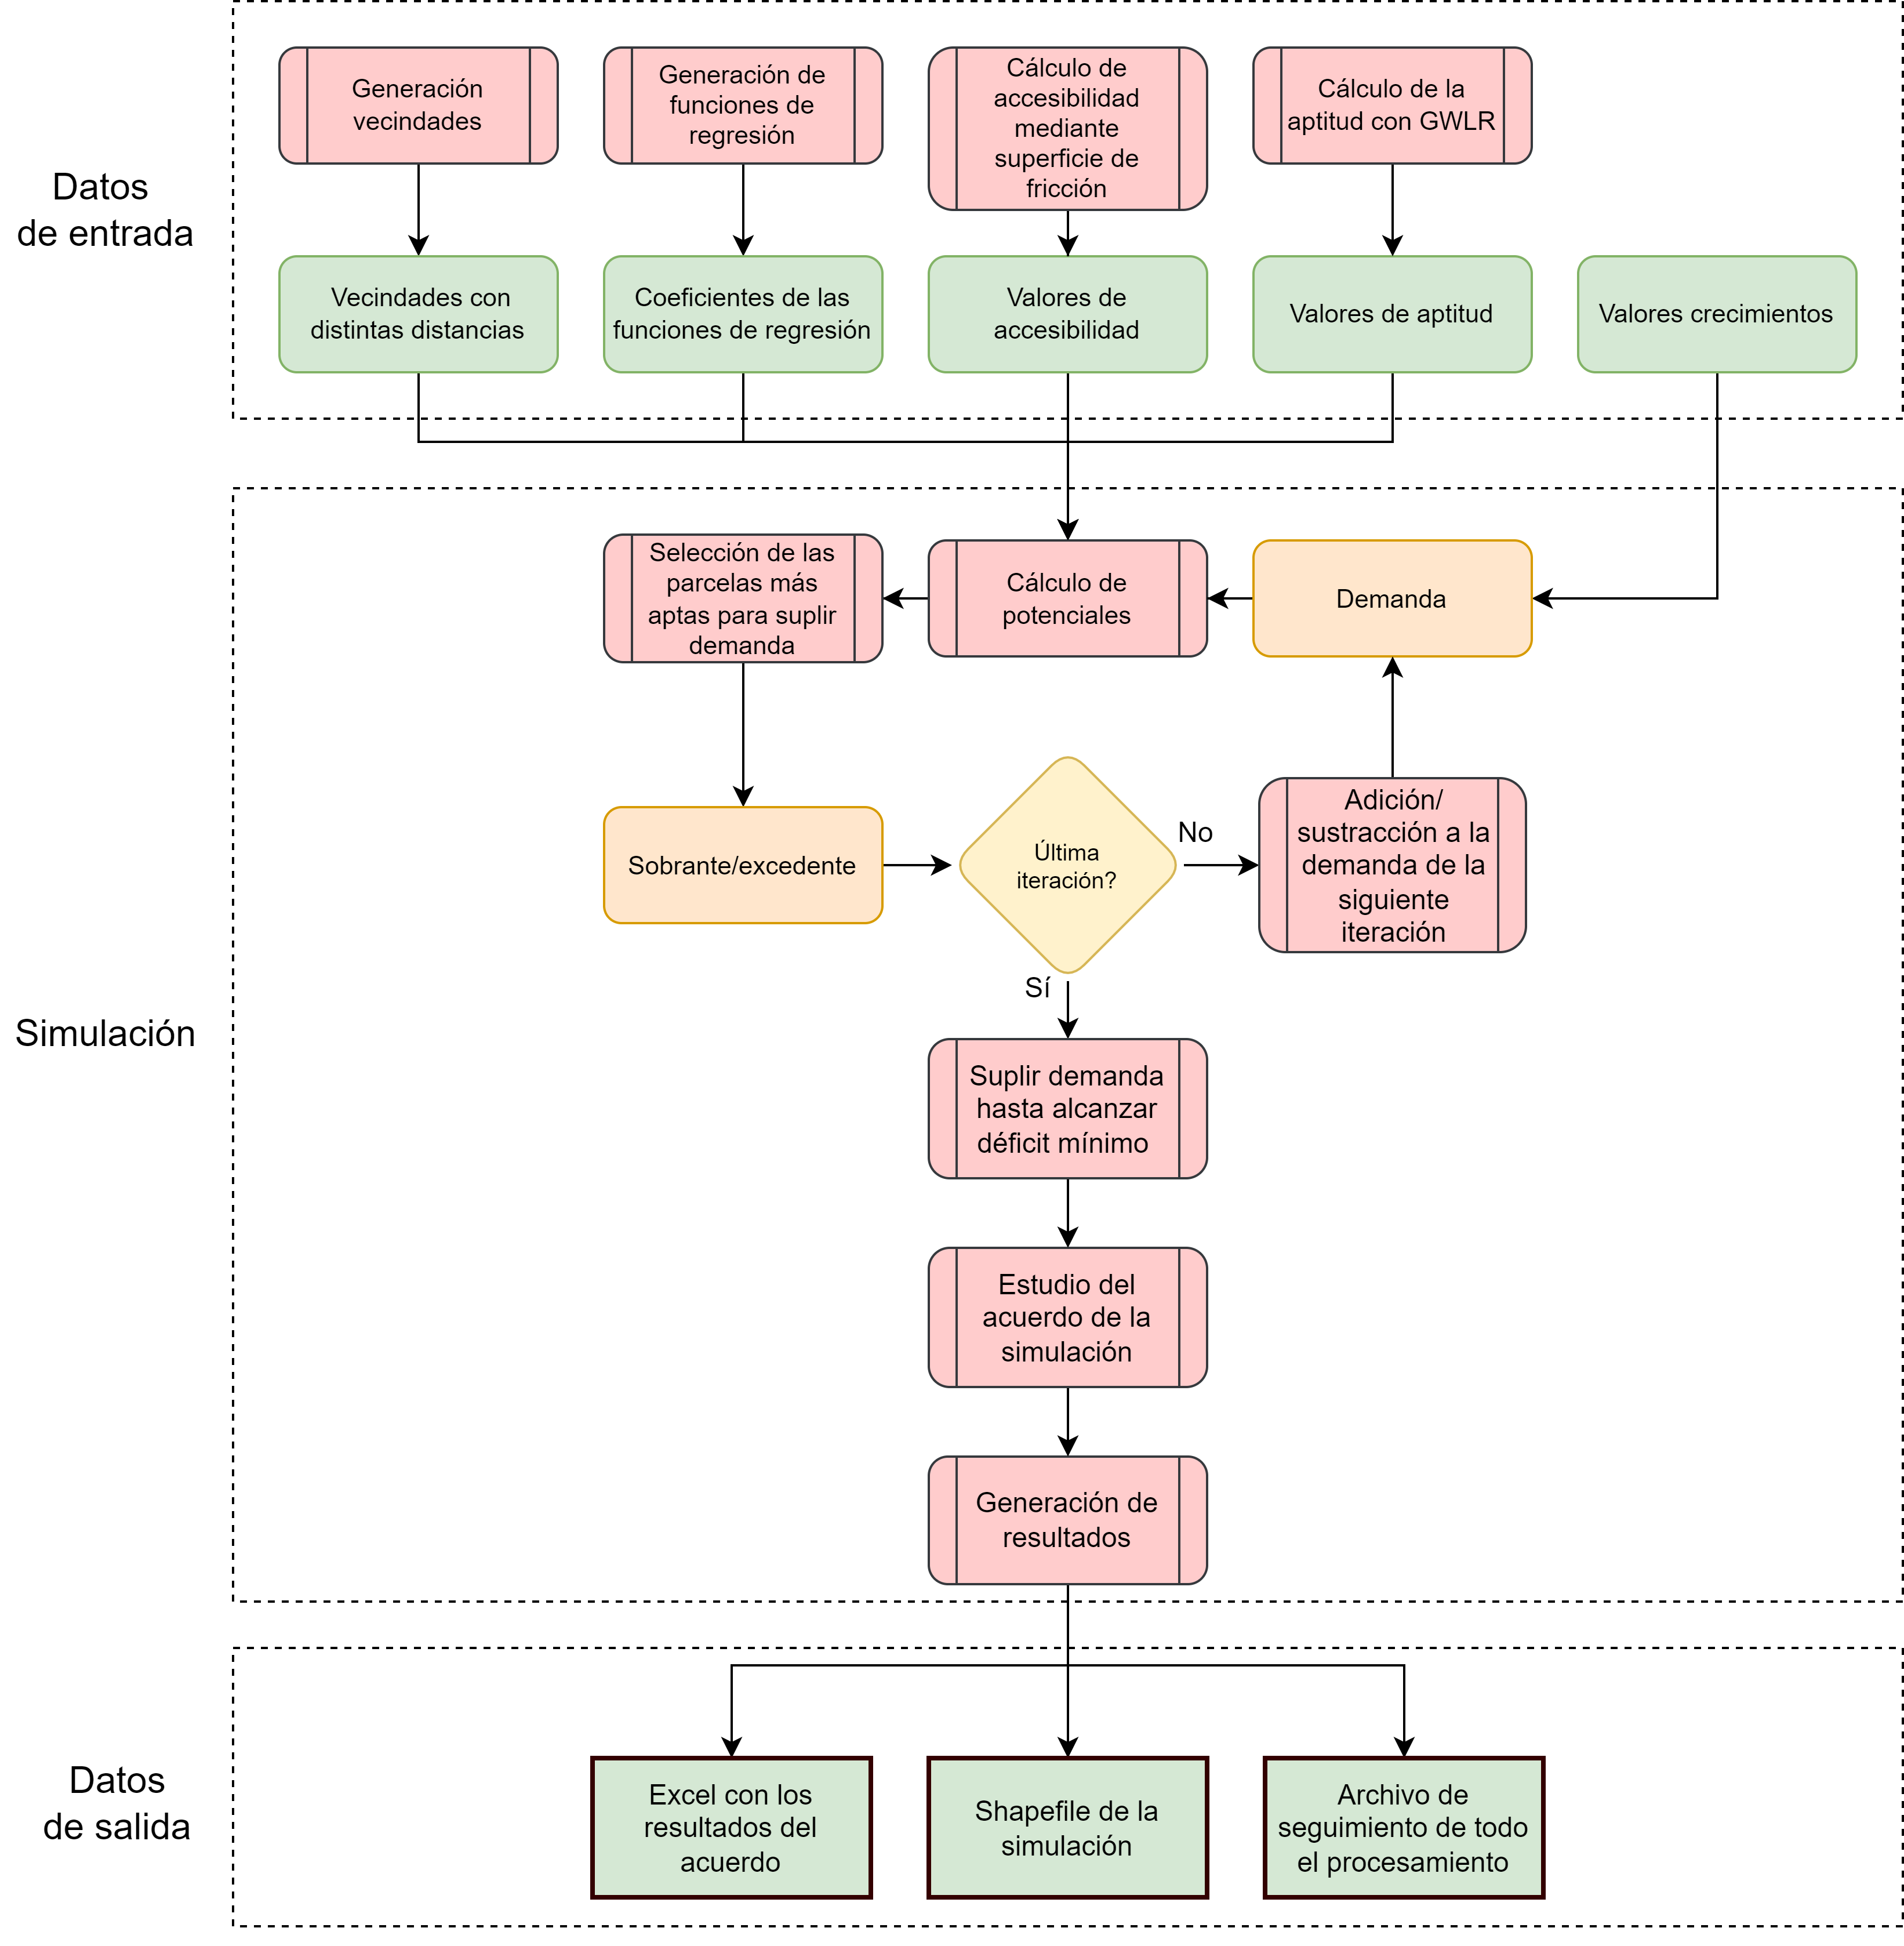 Datos
de entrada
Generación
vecindades
Generación de
funciones de
regresión
Cálculo de
accesibilidad
mediante
superficie de
fricción
Cálculo de la
aptitud con GWLR
Vecindades con
distintas distancias
Coeficientes de las
funciones de regresión
Valores de
accesibilidad
Valores de aptitud
Valores crecimientos
Simulación
Selección de las
parcelas más
aptas para suplir
demanda
Cálculo de
potenciales
Demanda
Sobrante/excedente
Última
iteración?
No
Adición/
sustracción a la
demanda de la
siguiente
iteración
Sí
Suplir demanda
hasta alcanzar
déficit mínimo
Estudio del
acuerdo de la
simulación
Generación de
resultados
Datos
de salida
Excel con los
resultados del
acuerdo
Shapefile de la
simulación
Archivo de
seguimiento de todo
el procesamiento